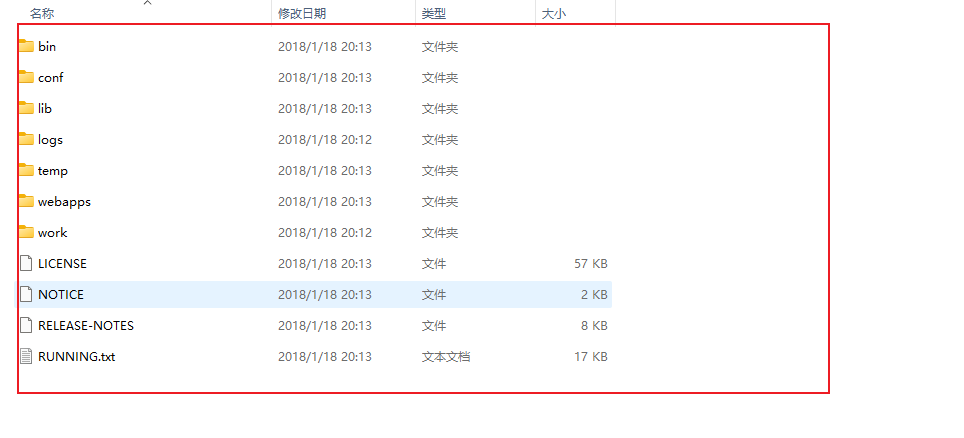 名称 修改日期 类型 大小
bin 2018/1/18 20:13 文件夹
conf 2018/1/18 20:13 文件夹
lib 2018/1/18 20:13 文件夹
logs 2018/1/18 20:12 文件夹
temp 2018/1/18 20:13 文件夹
webapps 2018/1/18 20:13 文件夹
work 2018/1/18 20:12 文件夹
LICENSE 2018/1/18 20:13 文件 57 KB
NOTICE 2018/1/18 20:13 文件 2 KB
RELEASE-NOTES 2018/1/18 20:13 文件 8 KB
RUNNING.txt 2018/1/18 20:13 文本文档 17 KB